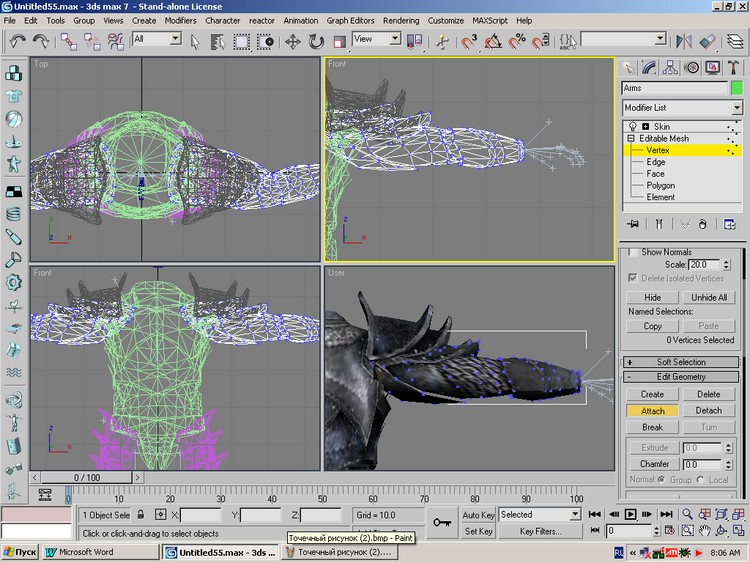 Untitled55.max - 3ds max 7 - Stand-alone License
File Edit Tools Group Views Create Modifiers Character reactor Animation Graph Editors Rendering Customize MAXScript Help
All View
Top
Front
Front
User
Arms
Modifier List
Skin
Editable Mesh
Vertex
Edge
Face
Polygon
Element
Show Normals
Scale: 20.0
Delete Isolated Vertices
Hide Unhide All
Named Selections:
Copy Paste
0 Vertices Selected
+ Soft Selection
- Edit Geometry
Create Delete
Attach Detach
Break Turn
Extrude 0.0
Chamfer 0.0
Normal: Group Local
0 / 100
0 10 20 30 40 50 60 70 80 90 100
1 Object Sele X: Y: Z: Grid = 10.0 Auto Key Selected
Click or click-and-drag to select objects Set Key Key Filters... 0
Точечный рисунок (2).bmp - Paint
Пуск Microsoft Word Untitled55.max - 3ds ... Точечный рисунок (2).... RU 8:06 AM